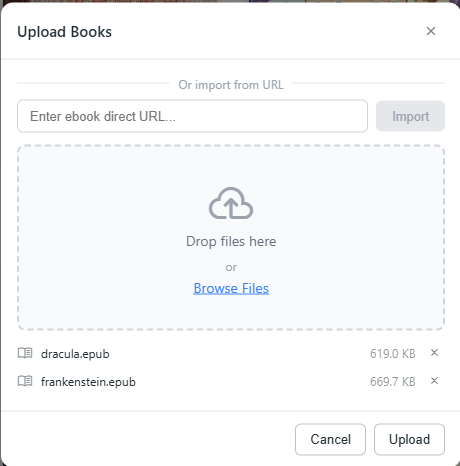 Upload Books
Or import from URL
Enter ebook direct URL...
Import
Drop files here
or
Browse Files
dracula.epub 619.0 KB
frankenstein.epub 669.7 KB
Cancel Upload